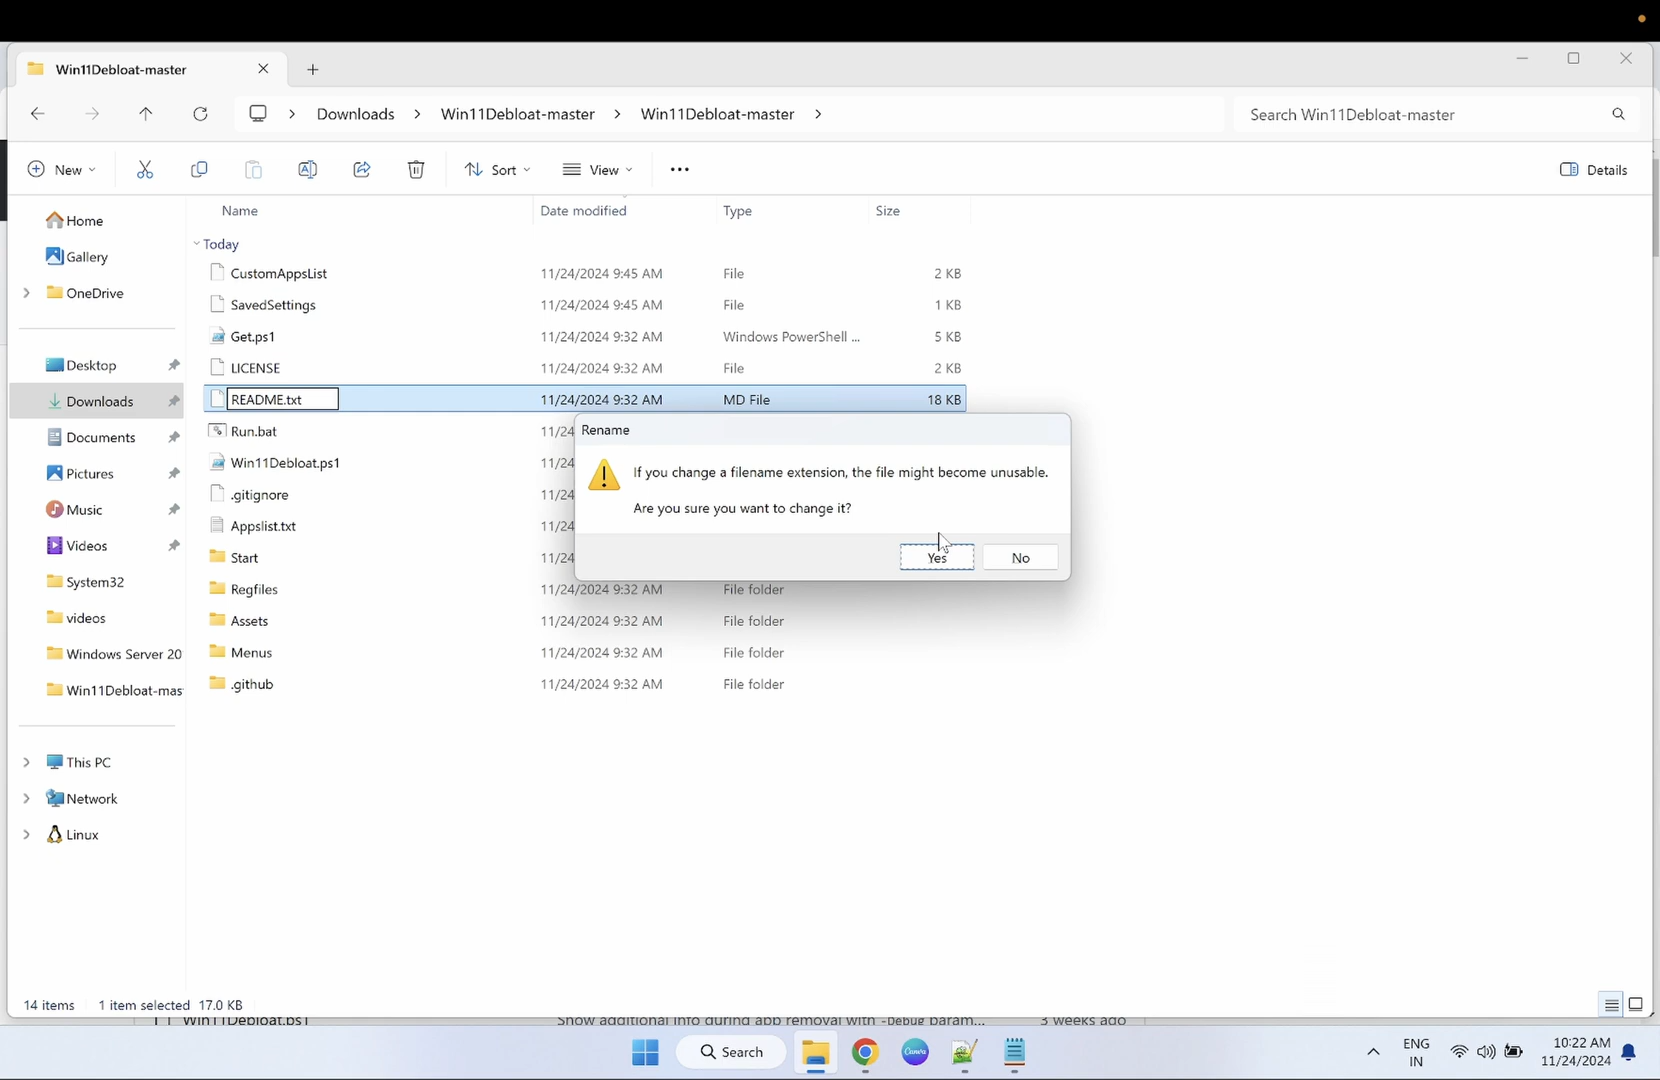 Win11Debloat-master
Downloads > Win11Debloat-master > Win11Debloat-master >
Search Win11Debloat-master
New
Sort
View
Details
Name Date modified Type Size
Home
Gallery
OneDrive
Desktop
Downloads
Documents
Pictures
Music
Videos
System32
videos
Windows Server 20
Win11Debloat-mas
This PC
Network
Linux
Today
CustomAppsList 11/24/2024 9:45 AM File 2 KB
SavedSettings 11/24/2024 9:45 AM File 1 KB
Get.ps1 11/24/2024 9:32 AM Windows PowerShell ... 5 KB
LICENSE 11/24/2024 9:32 AM File 2 KB
README.txt 11/24/2024 9:32 AM MD File 18 KB
Run.bat 11/24
Win11Debloat.ps1 11/24
.gitignore 11/24
Appslist.txt 11/24
Start 11/24
Regfiles 11/24/2024 9:32 AM File folder
Assets 11/24/2024 9:32 AM File folder
Menus 11/24/2024 9:32 AM File folder
.github 11/24/2024 9:32 AM File folder
Rename
If you change a filename extension, the file might become unusable.
Are you sure you want to change it?
Yes No
14 items 1 item selected 17.0 KB
Win11Debloat.ps1 Show additional info during app removal with -Debug param... 3 weeks ago
Search
Canva
ENG
IN
10:22 AM
11/24/2024